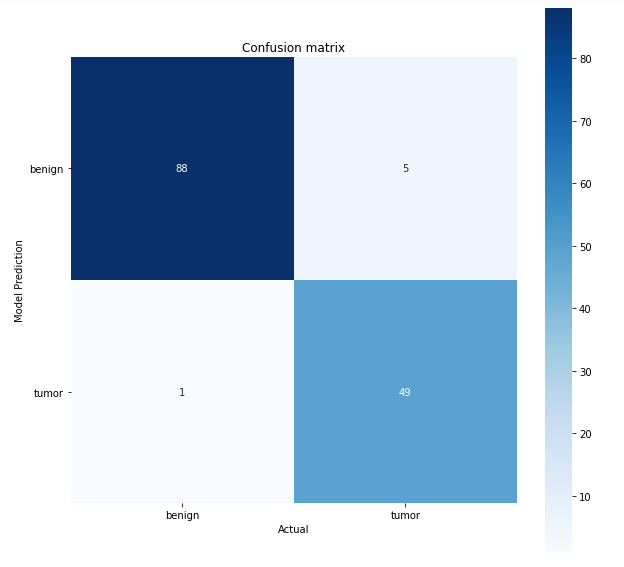 Confusion matrix
Model Prediction
benign
88
5
tumor
1
49
benign
tumor
Actual
80
70
60
50
40
30
20
10